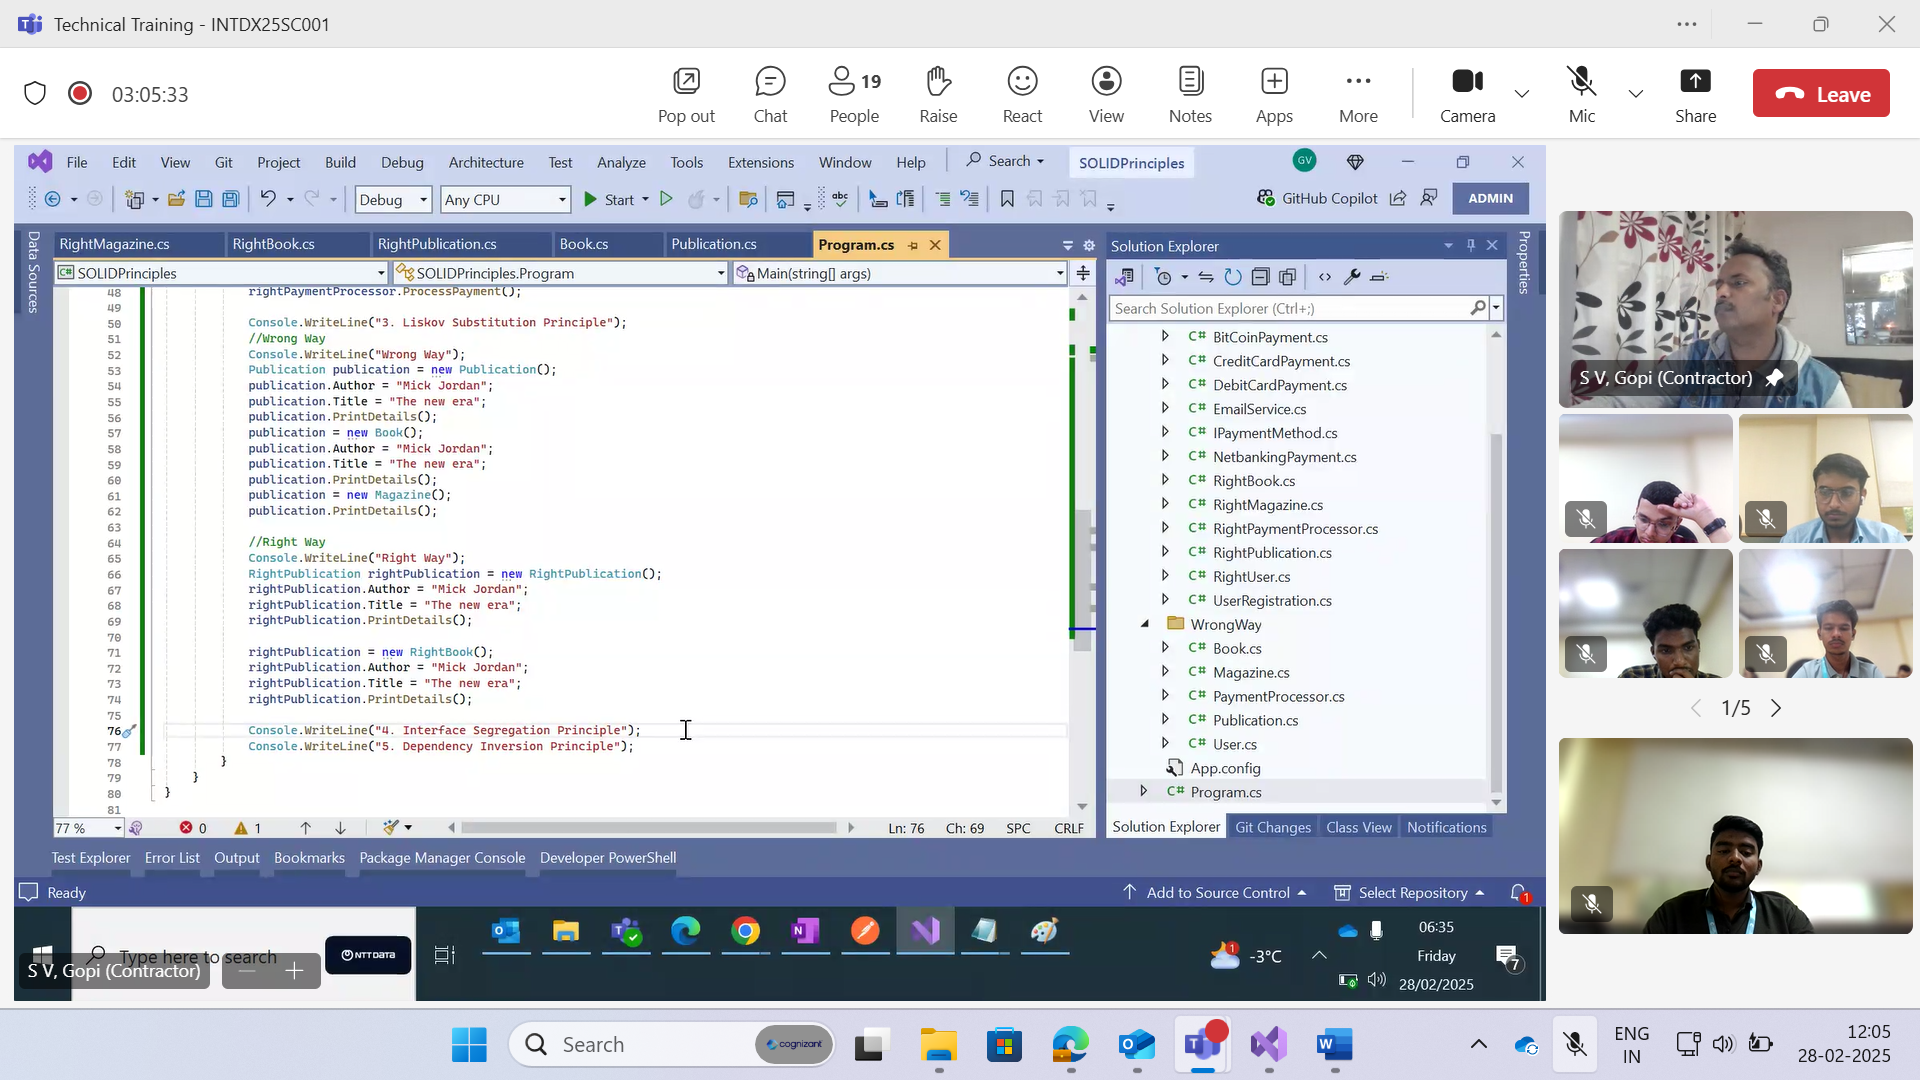 Technical Training - INTDX25SC001
03:05:33
Pop out
Chat
19
People
Raise
React
View
Notes
Apps
More
Camera
Mic
Share
Leave
File Edit View Git Project Build Debug Architecture Test Analyze Tools Extensions Window Help Search SOLIDPrinciples GV
Debug Any CPU Start GitHub Copilot ADMIN
Data Sources
RightMagazine.cs RightBook.cs RightPublication.cs Book.cs Publication.cs Program.cs
SOLIDPrinciples SOLIDPrinciples.Program Main(string[] args)
48 rightPaymentProcessor.ProcessPayment();
49
50 Console.WriteLine("3. Liskov Substitution Principle");
51 //Wrong Way
52 Console.WriteLine("Wrong Way");
53 Publication publication = new Publication();
54 publication.Author = "Mick Jordan";
55 publication.Title = "The new era";
56 publication.PrintDetails();
57 publication = new Book();
58 publication.Author = "Mick Jordan";
59 publication.Title = "The new era";
60 publication.PrintDetails();
61 publication = new Magazine();
62 publication.PrintDetails();
63
64 //Right Way
65 Console.WriteLine("Right Way");
66 RightPublication rightPublication = new RightPublication();
67 rightPublication.Author = "Mick Jordan";
68 rightPublication.Title = "The new era";
69 rightPublication.PrintDetails();
70
71 rightPublication = new RightBook();
72 rightPublication.Author = "Mick Jordan";
73 rightPublication.Title = "The new era";
74 rightPublication.PrintDetails();
75
76 Console.WriteLine("4. Interface Segregation Principle");
77 Console.WriteLine("5. Dependency Inversion Principle");
78 }
79 }
80 }
81
77 % 0 1 Ln: 76 Ch: 69 SPC CRLF
Solution Explorer
Properties
Search Solution Explorer (Ctrl+;)
C# BitCoinPayment.cs
C# CreditCardPayment.cs
C# DebitCardPayment.cs
C# EmailService.cs
C# IPaymentMethod.cs
C# NetbankingPayment.cs
C# RightBook.cs
C# RightMagazine.cs
C# RightPaymentProcessor.cs
C# RightPublication.cs
C# RightUser.cs
C# UserRegistration.cs
WrongWay
C# Book.cs
C# Magazine.cs
C# PaymentProcessor.cs
C# Publication.cs
C# User.cs
App.config
C# Program.cs
Solution Explorer Git Changes Class View Notifications
Test Explorer Error List Output Bookmarks Package Manager Console Developer PowerShell
Ready Add to Source Control Select Repository 1
Type here to search NTT DATA 1 -3°C 06:35
Friday
28/02/2025
7
S V, Gopi (Contractor)
S V, Gopi (Contractor)
1/5
Search cognizant ENG
IN
12:05
28-02-2025